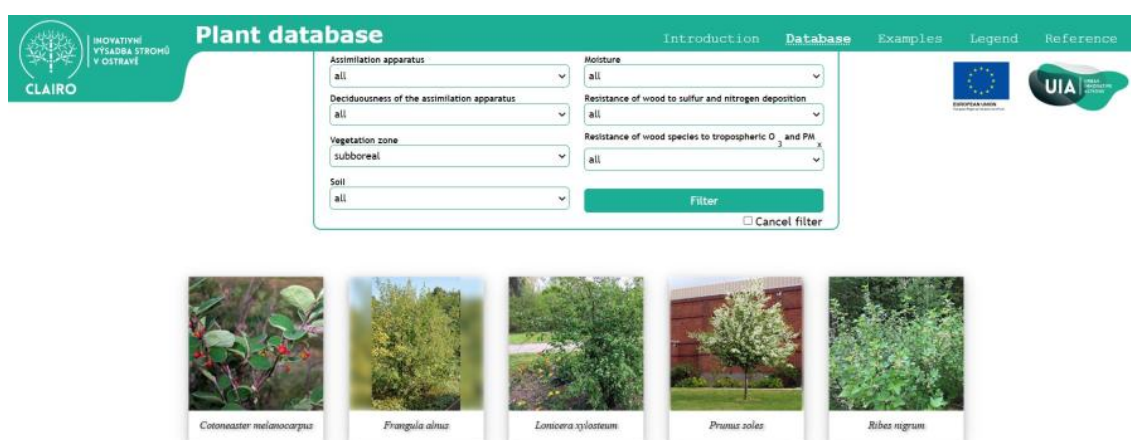 INOVATIVNÍ
VÝSADBA STROMŮ
V OSTRAVĚ
CLAIRO
Plant database
Introduction Database Examples Legend Reference
Assimilation apparatus
all
Moisture
all
Deciduousness of the assimilation apparatus
all
Resistance of wood to sulfur and nitrogen deposition
all
Vegetation zone
subboreal
Resistance of wood species to tropospheric O3 and PMx
all
Soil
all
Filter
Cancel filter
EUROPEAN UNION
UIA
Cotoneaster melanocarpus
Frangula alnus
Lonicera xylosteum
Prunus soles
Ribes nigrum